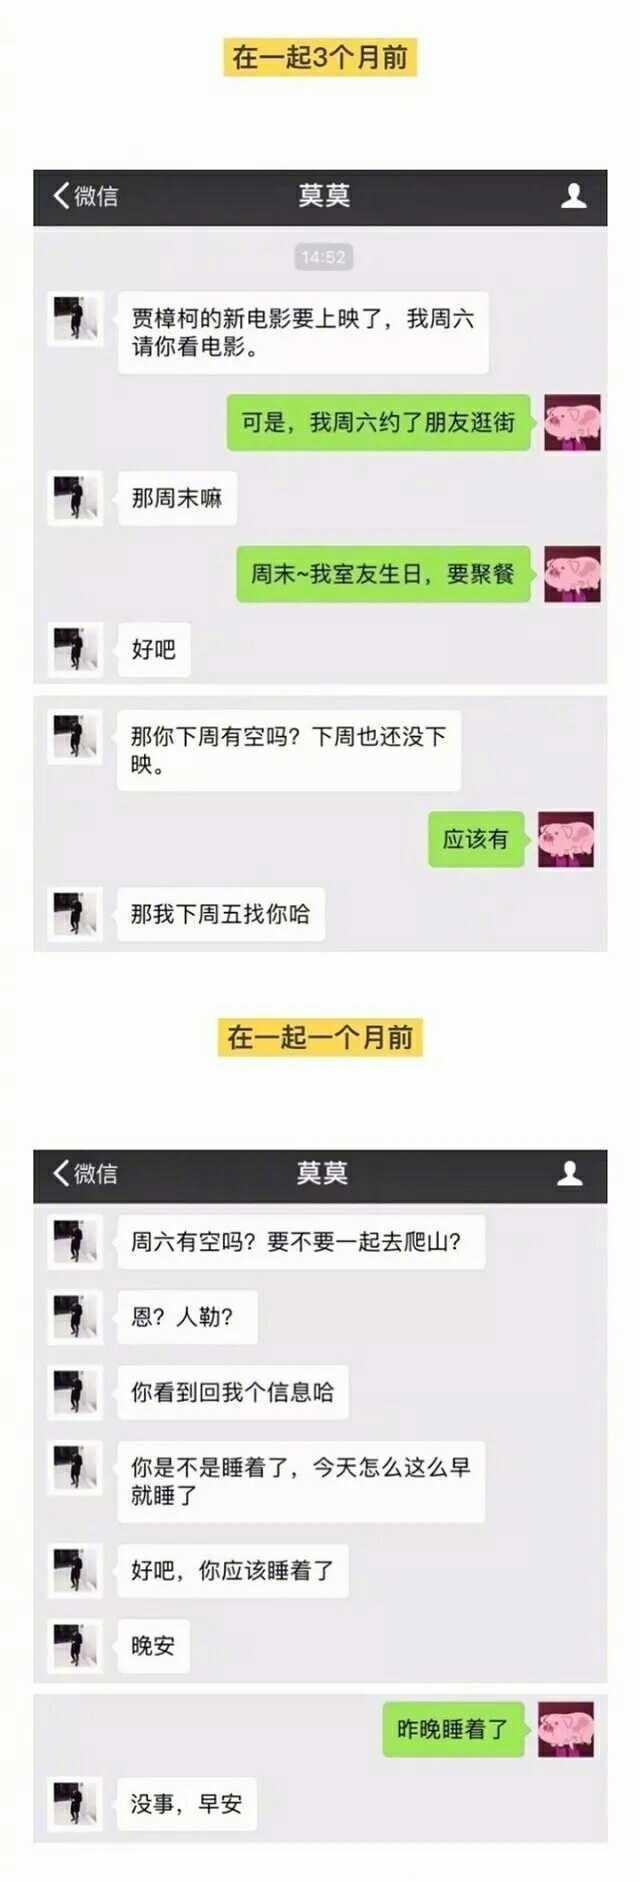 在一起3个月前
微信
莫莫
14:52
贾樟柯的新电影要上映了，我周六
请你看电影。
可是，我周六约了朋友逛街
那周末嘛
周末~我室友生日，要聚餐
好吧
那你下周有空吗？下周也还没下
映。
应该有
那我下周五找你哈
在一起一个月前
微信
莫莫
周六有空吗？要不要一起去爬山？
恩？人勒？
你看到回我个信息哈
你是不是睡着了，今天怎么这么早
就睡了
好吧，你应该睡着了
晚安
昨晚睡着了
没事，早安